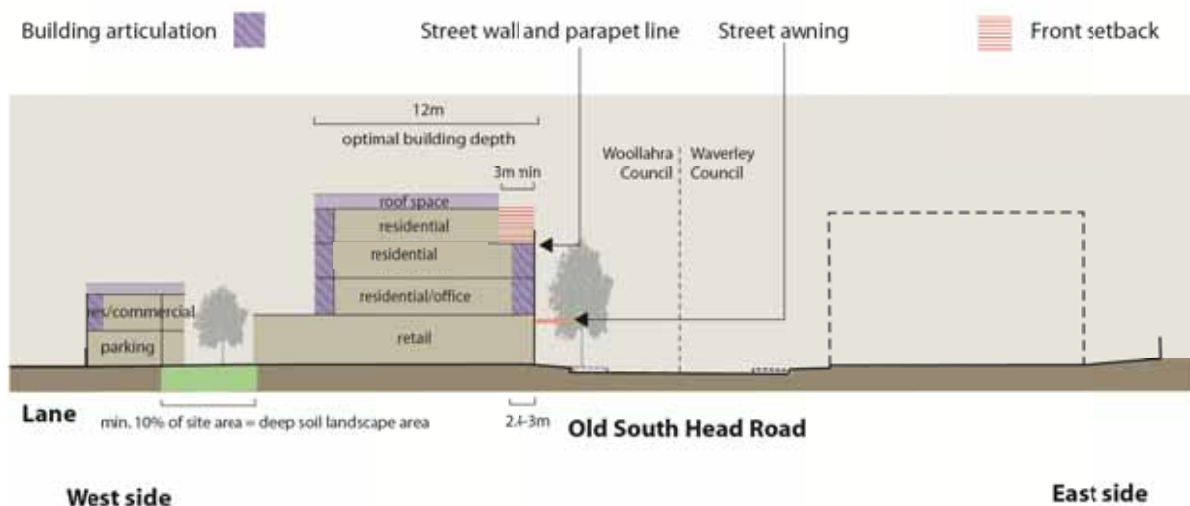 Building articulation
Street wall and parapet line
Street awning
Front setback
12m
optimal building depth
3m min
Woollahra
Council
Waverley
Council
roof space
residential
residential
residential/office
retail
res/commercial
parking
Lane
min. 10% of site area = deep soil landscape area
2.4-3m
Old South Head Road
West side
East side